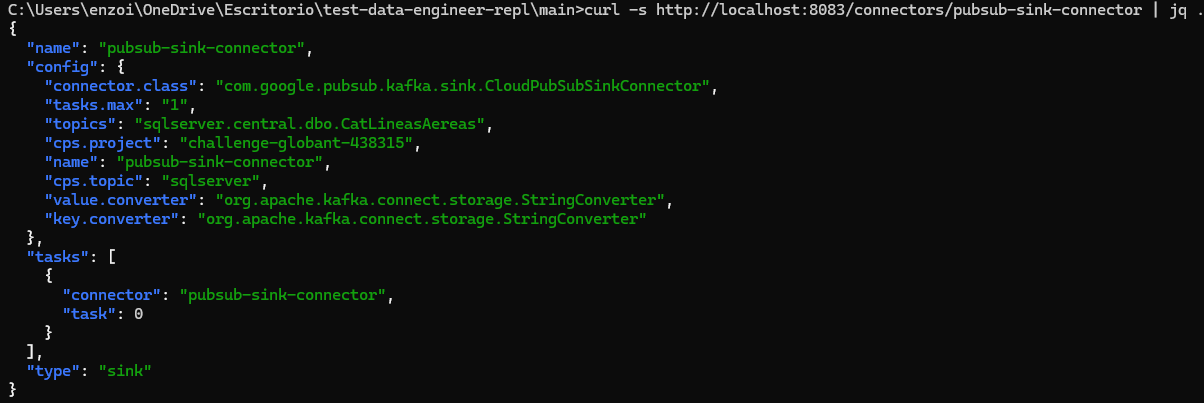 C:\Users\enzoi\OneDrive\Escritorio\test-data-engineer-repl\main>curl -s http://localhost:8083/connectors/pubsub-sink-connector | jq .
{
  "name": "pubsub-sink-connector",
  "config": {
    "connector.class": "com.google.pubsub.kafka.sink.CloudPubSubSinkConnector",
    "tasks.max": "1",
    "topics": "sqlserver.central.dbo.CatLineasAereas",
    "cps.project": "challenge-globant-438315",
    "name": "pubsub-sink-connector",
    "cps.topic": "sqlserver",
    "value.converter": "org.apache.kafka.connect.storage.StringConverter",
    "key.converter": "org.apache.kafka.connect.storage.StringConverter"
  },
  "tasks": [
    {
      "connector": "pubsub-sink-connector",
      "task": 0
    }
  ],
  "type": "sink"
}